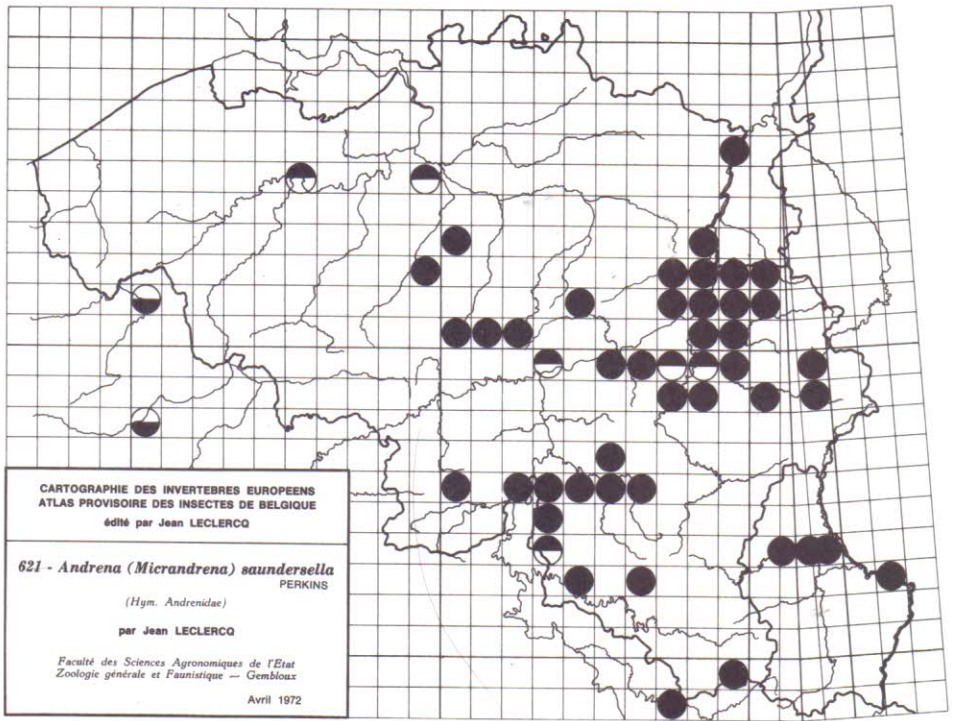 CARTOGRAPHIE DES INVERTEBRES EUROPEENS
ATLAS PROVISOIRE DES INSECTES DE BELGIQUE
édité par Jean LECLERCQ
621 - Andrena (Micrandrena) saundersella
PERKINS
(Hym. Andrenidae)
par Jean LECLERCQ
Faculté des Sciences Agronomiques de l'Etat
Zoologie générale et Faunistique — Gembloux
Avril 1972